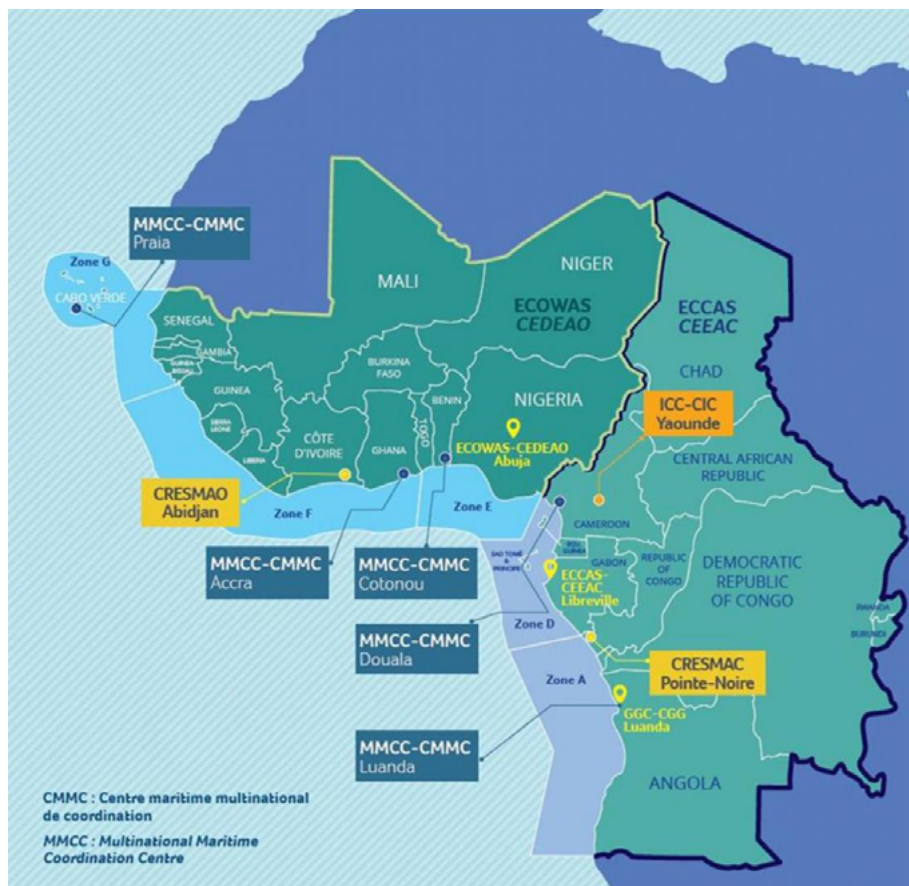 MMCC-CMMC
Praia
Zone G
CABO VERDE
MALI
NIGER
ECOWAS
CEDEAO
ECCAS
CEEAC
CHAD
SENEGAL
GAMBIA
GUINEA
BISSAU
GUINEA
BURKINA
FASO
BENIN
NIGERIA
SIERRA
LEONE
LIBERIA
CÔTE
D'IVOIRE
GHANA
TOGO
ECOWAS-CEDEAO
Abuja
ICC-CIC
Yaounde
CENTRAL AFRICAN
REPUBLIC
CRESMAO
Abidjan
Zone F
Zone E
CAMEROON
MMCC-CMMC
Accra
MMCC-CMMC
Cotonou
SAO TOMÉ
&
PRINCIPE
GUINEA
GABON
REPUBLIC
OF
CONGO
DEMOCRATIC
REPUBLIC
OF CONGO
ECCAS-
CEEAC
Libreville
RWANDA
BURUNDI
Zone D
MMCC-CMMC
Douala
CRESMAC
Pointe-Noire
Zone A
GGC-CGG
Luanda
MMCC-CMMC
Luanda
ANGOLA
CMMC : Centre maritime multinational
de coordination
MMCC : Multinational Maritime
Coordination Centre